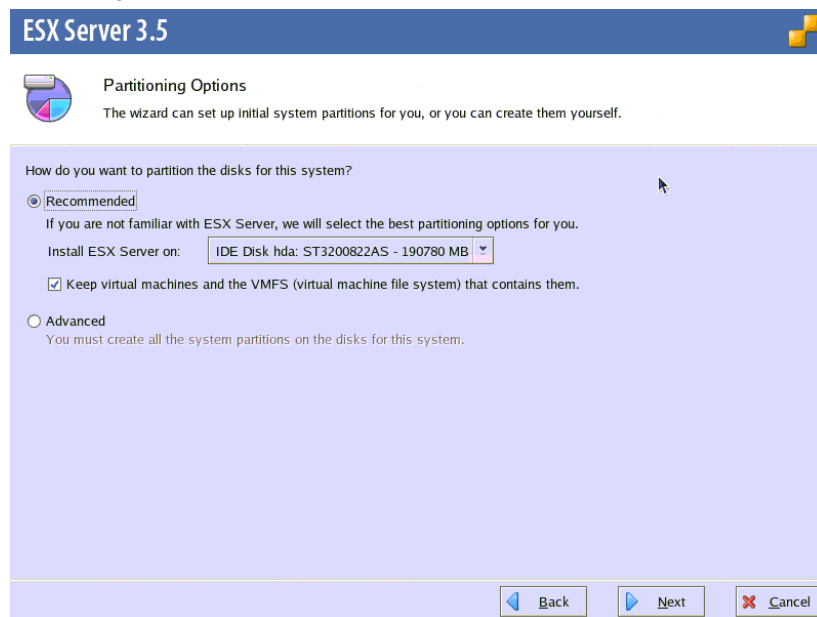 ESX Server 3.5
Partitioning Options
The wizard can set up initial system partitions for you, or you can create them yourself.
How do you want to partition the disks for this system?
Recommended
If you are not familiar with ESX Server, we will select the best partitioning options for you.
Install ESX Server on: IDE Disk hda: ST3200822AS - 190780 MB
Keep virtual machines and the VMFS (virtual machine file system) that contains them.
Advanced
You must create all the system partitions on the disks for this system.
Back Next Cancel